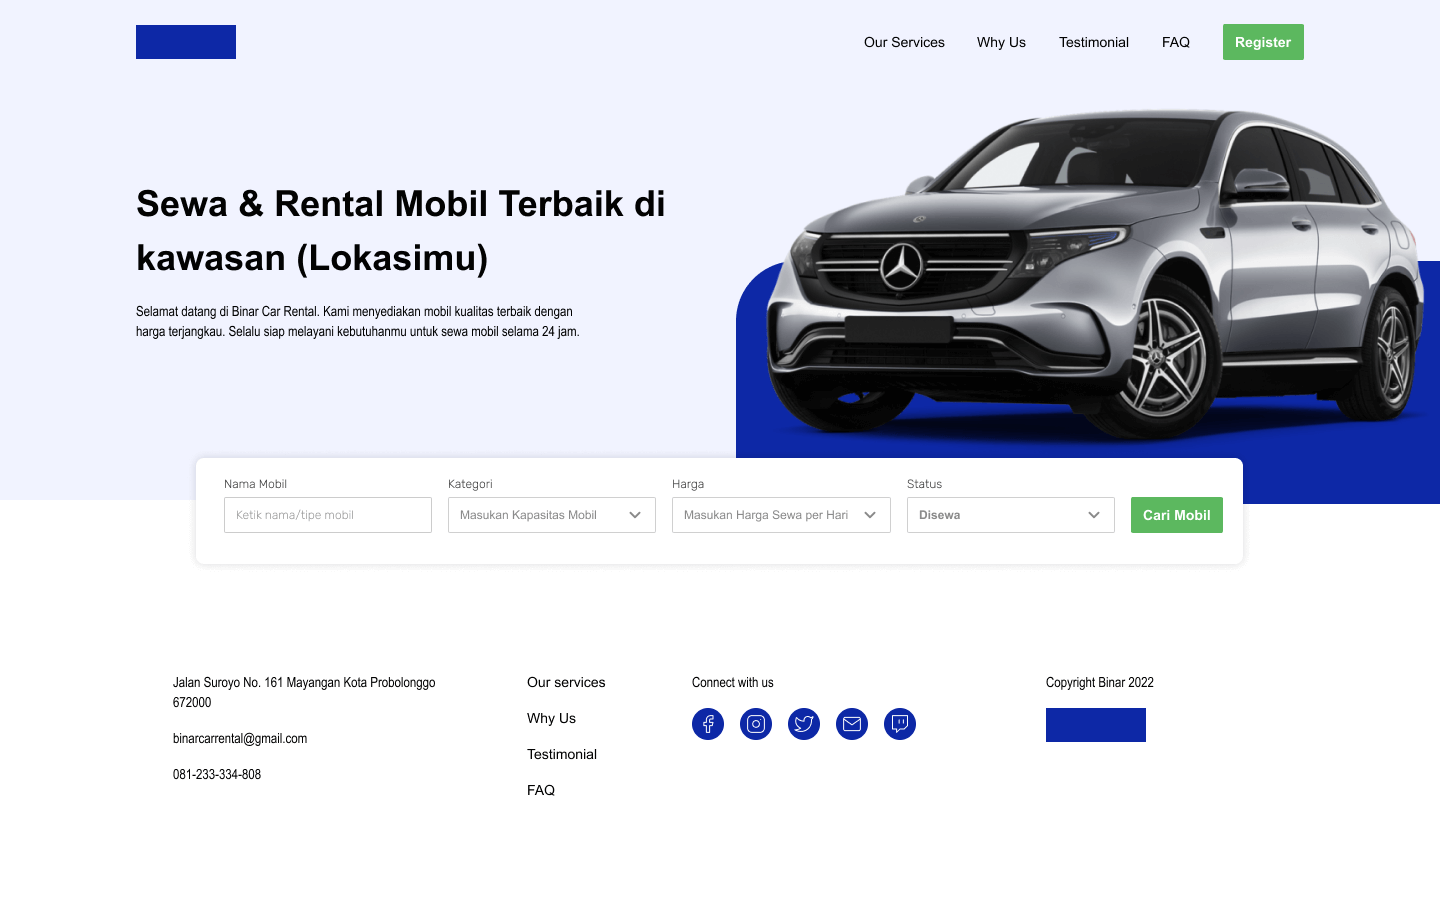 Our Services
Why Us
Testimonial
FAQ
Register
Sewa & Rental Mobil Terbaik di
kawasan (Lokasimu)
Selamat datang di Binar Car Rental. Kami menyediakan mobil kualitas terbaik dengan
harga terjangkau. Selalu siap melayani kebutuhanmu untuk sewa mobil selama 24 jam.
Nama Mobil
Ketik nama/tipe mobil
Kategori
Masukan Kapasitas Mobil
Harga
Masukan Harga Sewa per Hari
Status
Disewa
Cari Mobil
Jalan Suroyo No. 161 Mayangan Kota Probolonggo
672000
binarcarrental@gmail.com
081-233-334-808
Our services
Why Us
Testimonial
FAQ
Connect with us
Copyright Binar 2022